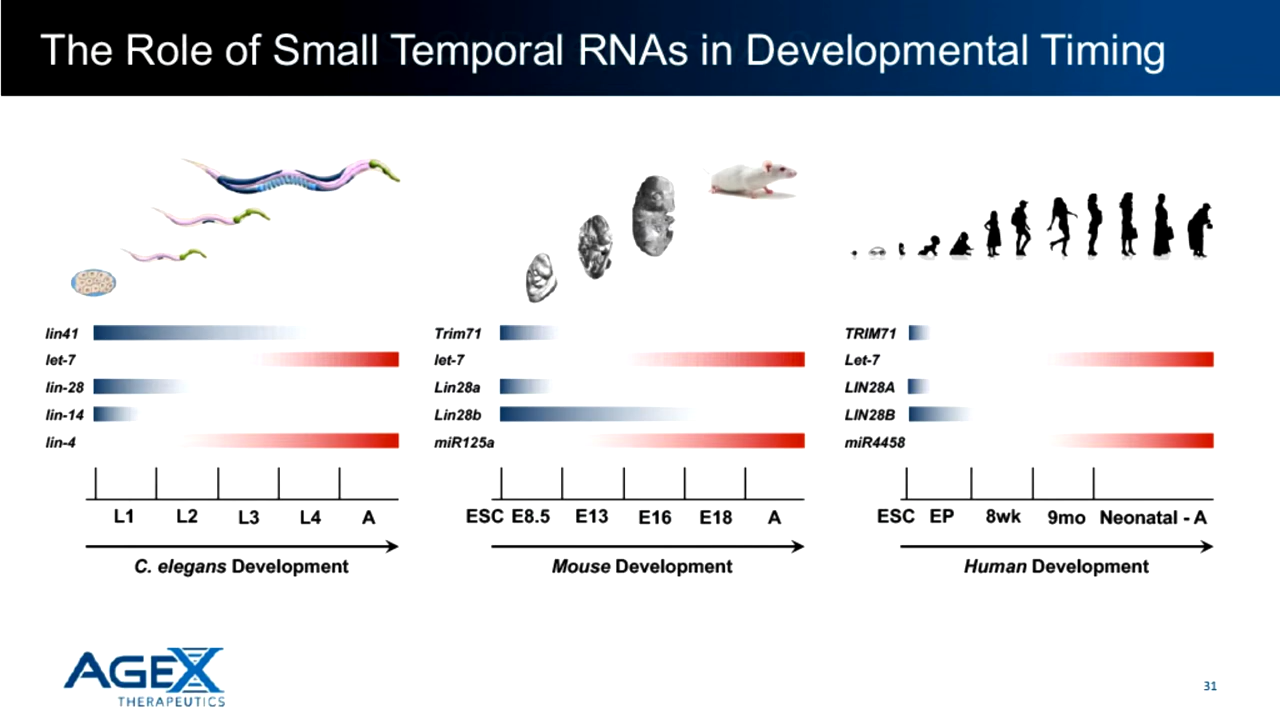 The Role of Small Temporal RNAs in Developmental Timing
lin41
let-7
lin-28
lin-14
lin-4
L1 L2 L3 L4 A
C. elegans Development
Trim71
let-7
Lin28a
Lin28b
miR125a
ESC E8.5 E13 E16 E18 A
Mouse Development
TRIM71
Let-7
LIN28A
LIN28B
miR4458
ESC EP 8wk 9mo Neonatal - A
Human Development
AGEX
THERAPEUTICS
31